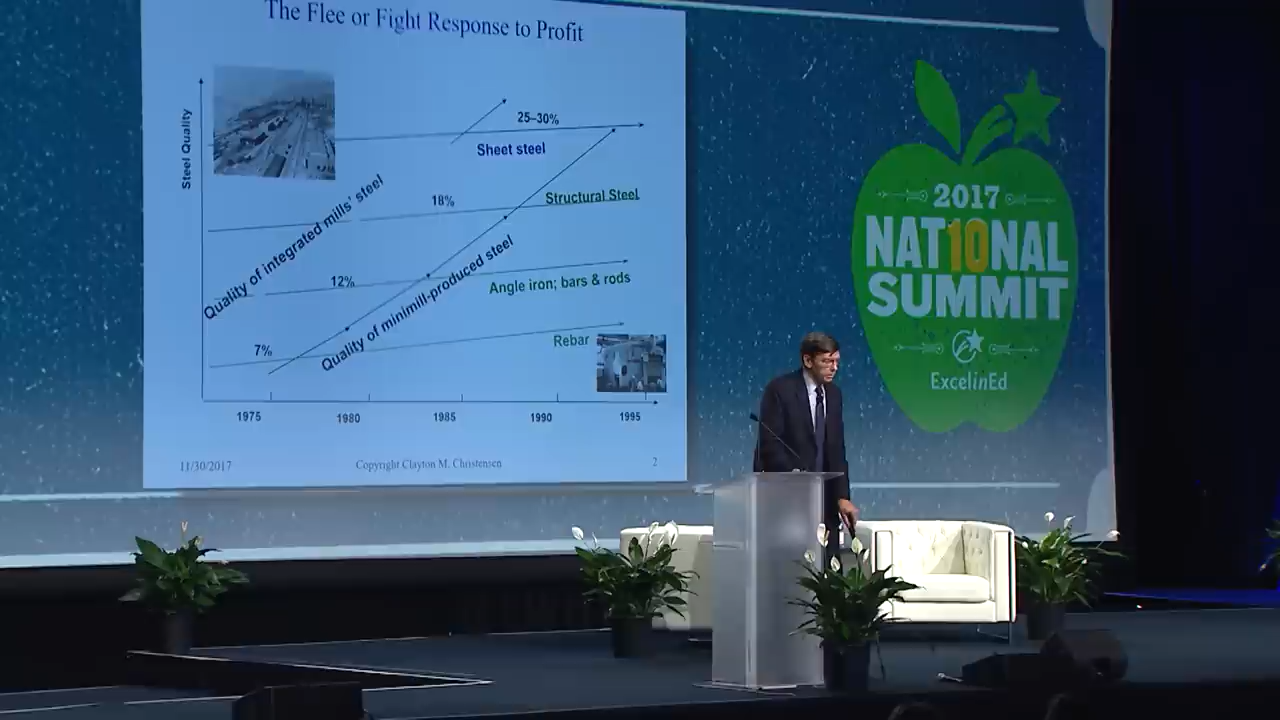 The Flee or Fight Response to Profit
Steel Quality
25–30%
Sheet steel
Quality of integrated mills' steel
18%
Structural Steel
12%
Quality of minimill-produced steel
Angle iron; bars & rods
7%
Rebar
1975
1980
1985
1990
1995
11/30/2017
Copyright Clayton M. Christensen
2
2017
NAT10NAL
SUMMIT
ExcelinEd